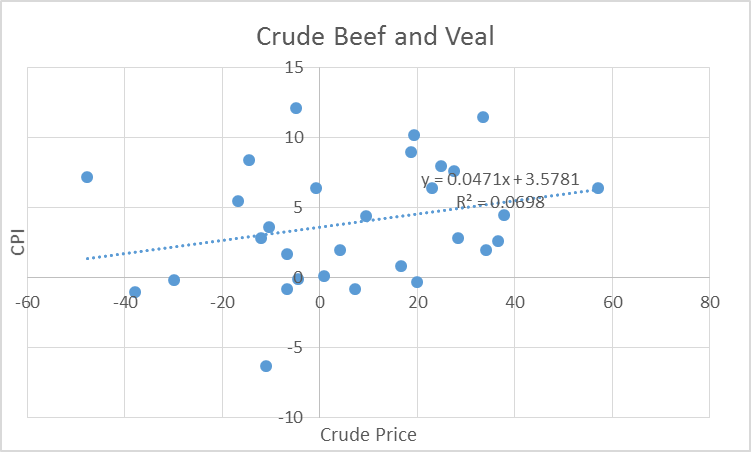 Crude Beef and Veal
15
10
y = 0.0471x + 3.5781
R² = 0.0698
5
0
-60 -40 -20 0 20 40 60 80
-5
-10
CPI
Crude Price